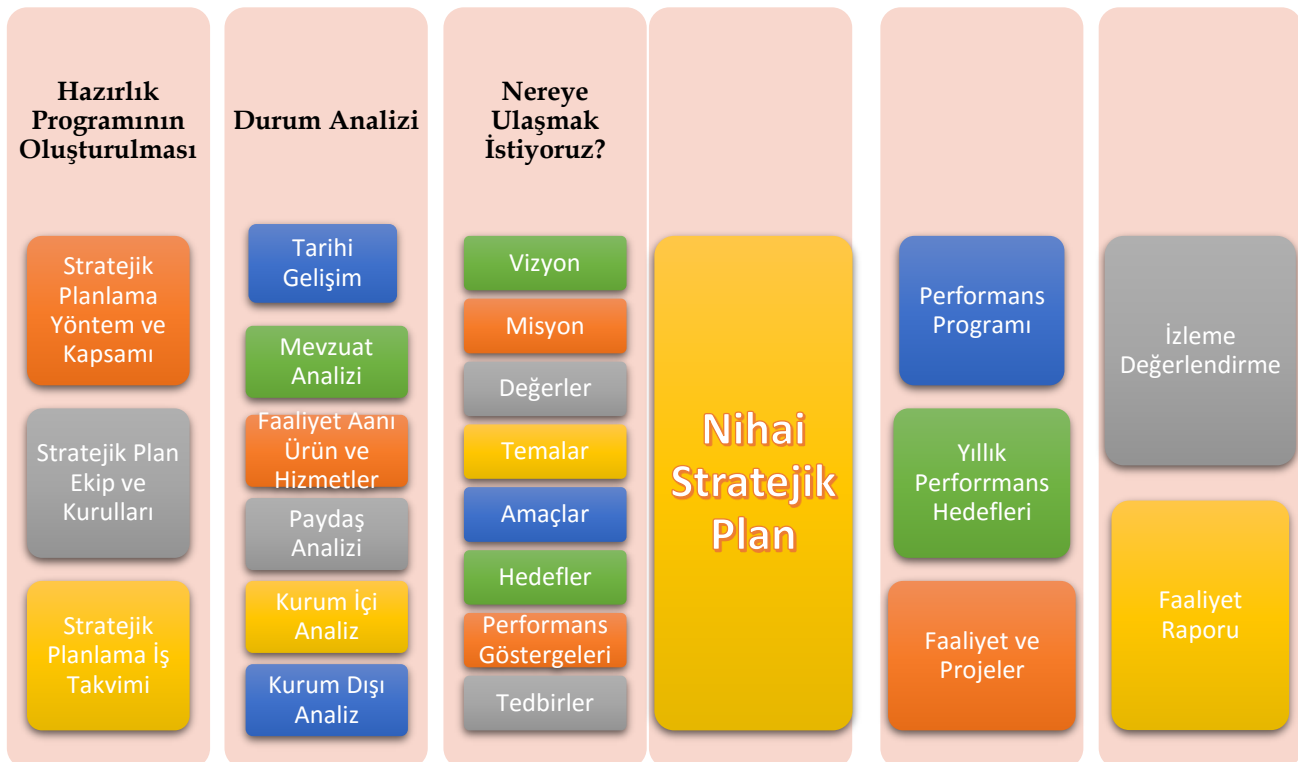 Hazırlık
Programının
Oluşturulması
Stratejik
Planlama
Yöntem ve
Kapsamı
Stratejik Plan
Ekip ve
Kurulları
Stratejik
Planlama İş
Takvimi
Durum Analizi
Tarihi
Gelişim
Mevzuat
Analizi
Faaliyet Aanı
Ürün ve
Hizmetler
Paydaş
Analizi
Kurum İçi
Analiz
Kurum Dışı
Analiz
Nereye
Ulaşmak
İstiyoruz?
Vizyon
Misyon
Değerler
Temalar
Amaçlar
Hedefler
Performans
Göstergeleri
Tedbirler
Nihai
Stratejik
Plan
Performans
Programı
Yıllık
Perforrmans
Hedefleri
Faaliyet ve
Projeler
İzleme
Değerlendirme
Faaliyet
Raporu